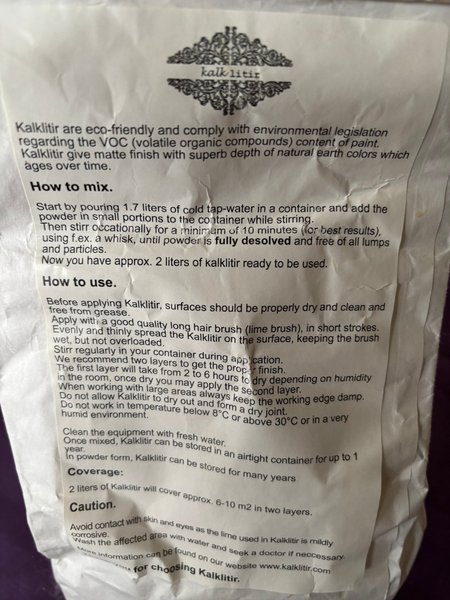 kalklitir
Kalklitir are eco-friendly and comply with environmental legislation
regarding the VOC (volatile organic compounds) content of paint.
Kalklitir give matte finish with superb depth of natural earth colors which
ages over time.
How to mix.
Start by pouring 1.7 liters of cold tap-water in a container and add the
powder in small portions to the container while stirring.
Then stirr occationally for a minimum of 10 minutes (for best results),
using f.ex. a whisk, until powder is fully desolved and free of all lumps
and particles.
Now you have approx. 2 liters of kalklitir ready to be used.
How to use.
Before applying Kalklitir, surfaces should be properly dry and clean and
free from grease.
Apply with a good quality long hair brush (lime brush), in short strokes.
Evenly and thinly spread the Kalklitir on the surface, keeping the brush
wet, but not overloaded.
Stirr regularly in your container during application.
We recommend two layers to get the proper finish.
The first layer will take from 2 to 6 hours to dry depending on humidity
in the room, once dry you may apply the second layer.
When working with large areas always keep the working edge damp.
Do not allow Kalklitir to dry out and form a dry joint.
Do not work in temperature below 8°C or above 30°C or in a very
humid environment.
Clean the equipment with fresh water.
Once mixed, Kalklitir can be stored in an airtight container for up to 1
year.
In powder form, Kalklitir can be stored for many years
Coverage:
2 liters of Kalklitir will cover approx. 6-10 m2 in two layers.
Caution.
Avoid contact with skin and eyes as the lime used in Kalklitir is mildly
corrosive.
Wash the affected area with water and seek a doctor if neccessary.
More information can be found on our website www.kalklitir.com
you for choosing Kalklitir.